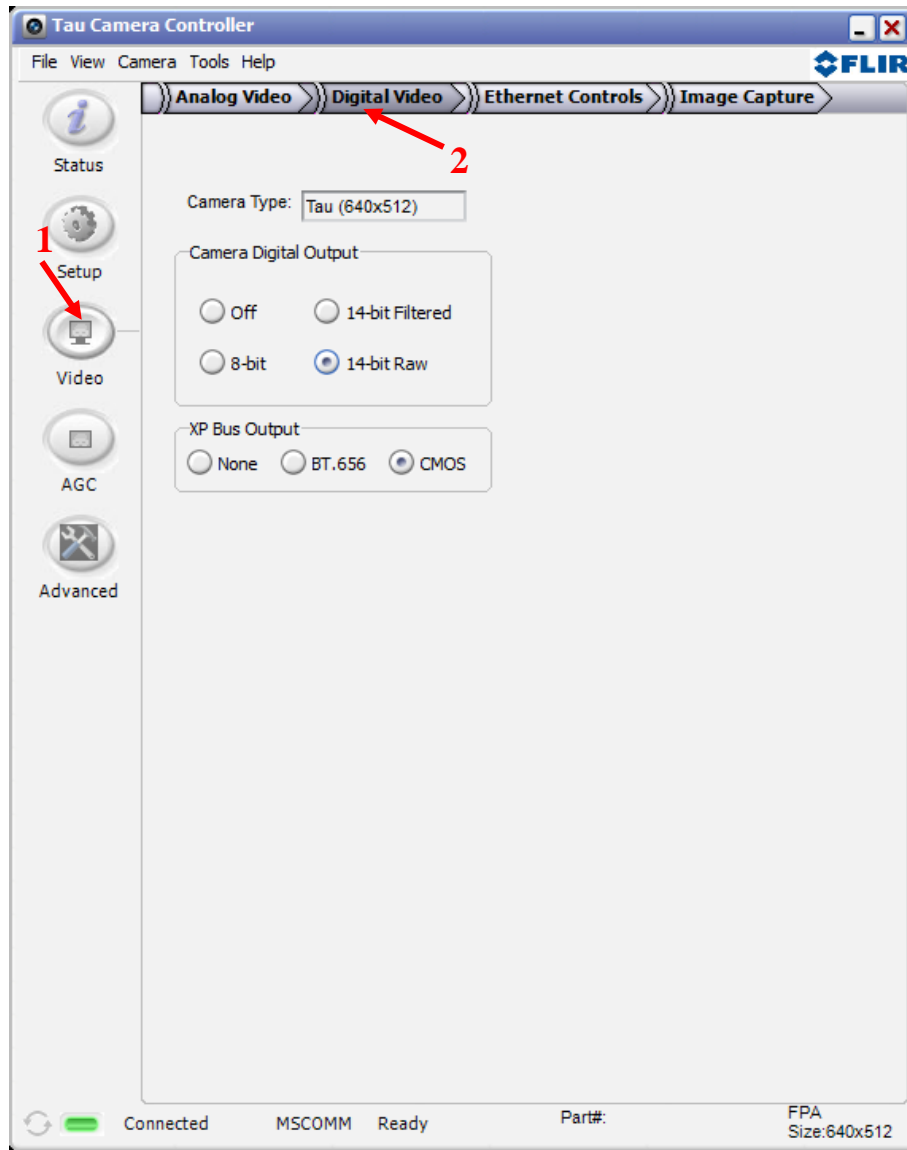 Tau Camera Controller
File View Camera Tools Help
FLIR
Analog Video Digital Video Ethernet Controls Image Capture
2
Status
Camera Type: Tau (640x512)
1
Setup
Camera Digital Output
Off 14-bit Filtered
8-bit 14-bit Raw
Video
XP Bus Output
None BT.656 CMOS
AGC
Advanced
Connected MSCOMM Ready Part#: FPA
Size:640x512